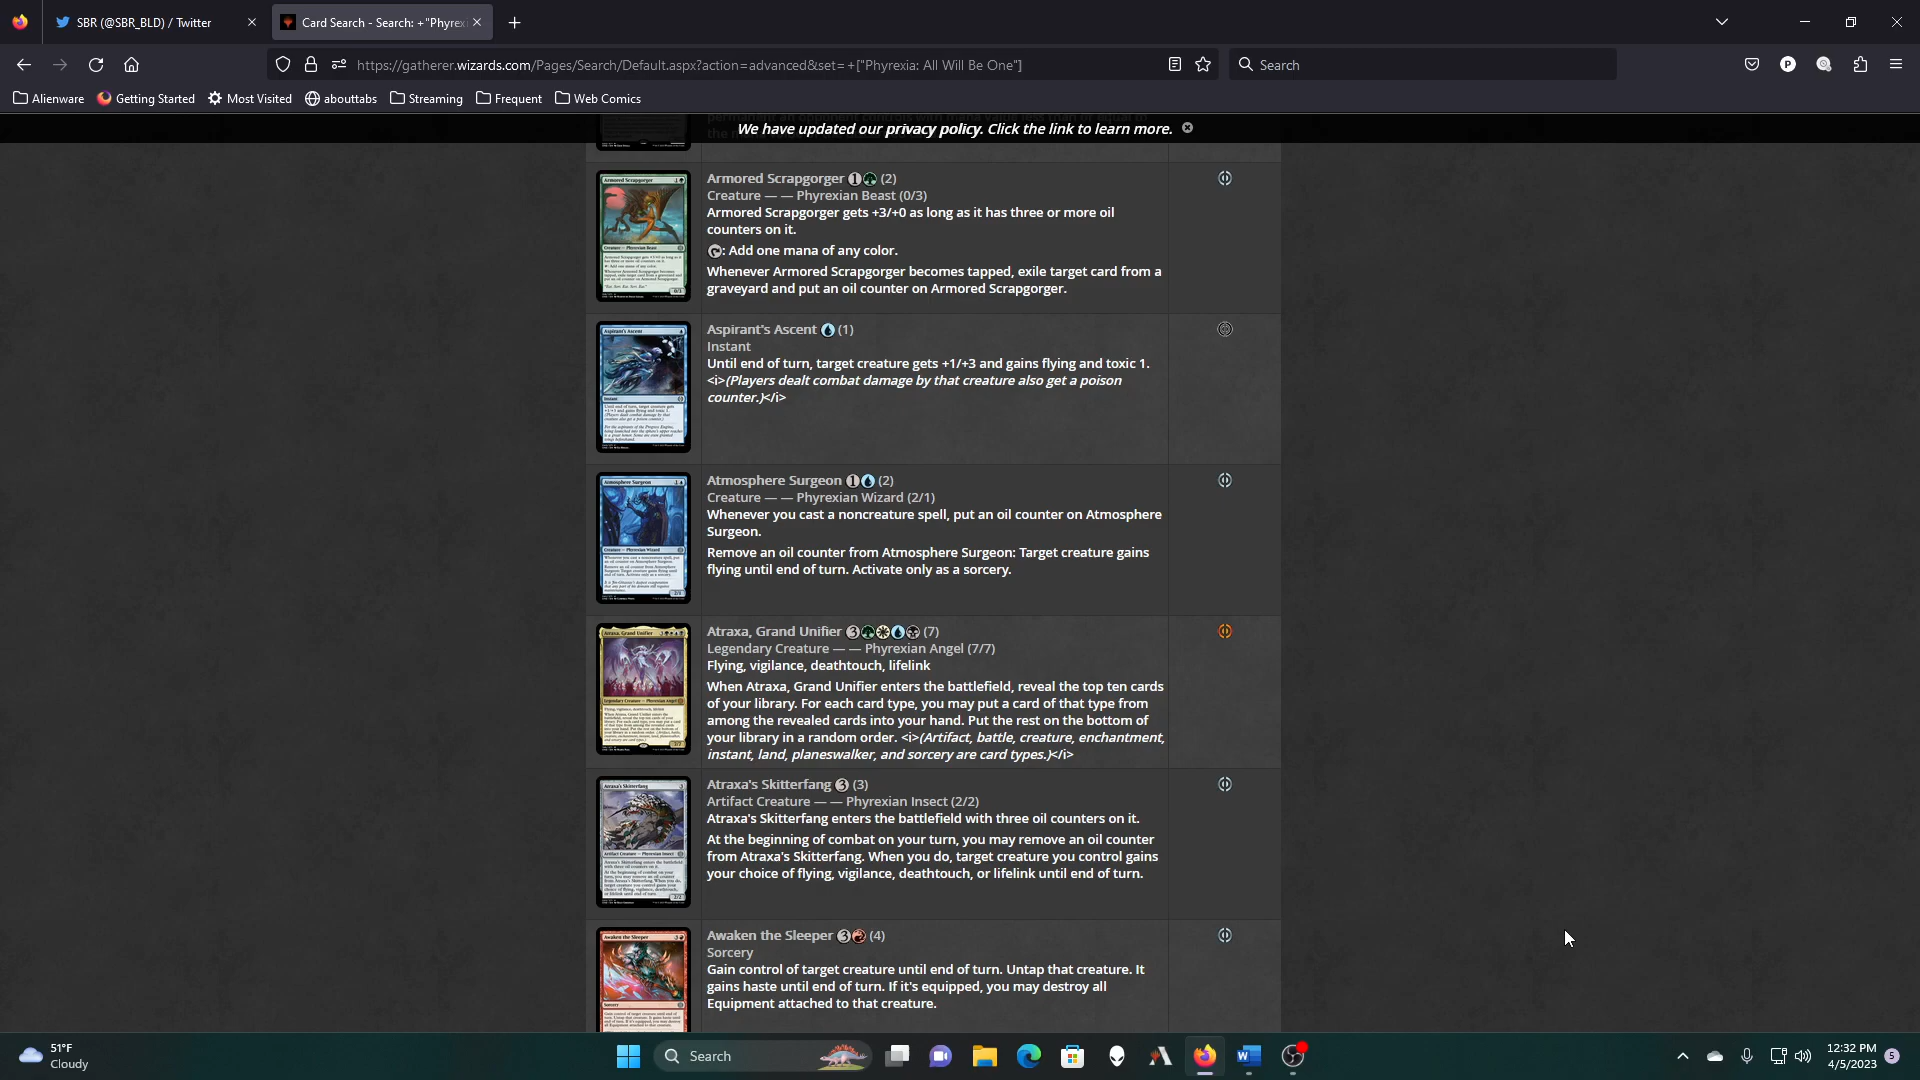 SBR (@SBR_BLD) / Twitter
Card Search - Search: +"Phyrexi
https://gatherer.wizards.com/Pages/Search/Default.aspx?action=advanced&set=+["Phyrexia: All Will Be One"]
Search
Alienware Getting Started Most Visited abouttabs Streaming Frequent Web Comics
We have updated our privacy policy. Click the link to learn more.
Armored Scrapgorger 1 (2)
Creature — — Phyrexian Beast (0/3)
Armored Scrapgorger gets +3/+0 as long as it has three or more oil
counters on it.
: Add one mana of any color.
Whenever Armored Scrapgorger becomes tapped, exile target card from a
graveyard and put an oil counter on Armored Scrapgorger.
Aspirant's Ascent (1)
Instant
Until end of turn, target creature gets +1/+3 and gains flying and toxic 1.
<i>(Players dealt combat damage by that creature also get a poison
counter.)</i>
Atmosphere Surgeon 1 (2)
Creature — — Phyrexian Wizard (2/1)
Whenever you cast a noncreature spell, put an oil counter on Atmosphere
Surgeon.
Remove an oil counter from Atmosphere Surgeon: Target creature gains
flying until end of turn. Activate only as a sorcery.
Atraxa, Grand Unifier 3 (7)
Legendary Creature — — Phyrexian Angel (7/7)
Flying, vigilance, deathtouch, lifelink
When Atraxa, Grand Unifier enters the battlefield, reveal the top ten cards
of your library. For each card type, you may put a card of that type from
among the revealed cards into your hand. Put the rest on the bottom of
your library in a random order. <i>(Artifact, battle, creature, enchantment,
instant, land, planeswalker, and sorcery are card types.)</i>
Atraxa's Skitterfang 3 (3)
Artifact Creature — — Phyrexian Insect (2/2)
Atraxa's Skitterfang enters the battlefield with three oil counters on it.
At the beginning of combat on your turn, you may remove an oil counter
from Atraxa's Skitterfang. When you do, target creature you control gains
your choice of flying, vigilance, deathtouch, or lifelink until end of turn.
Awaken the Sleeper 3 (4)
Sorcery
Gain control of target creature until end of turn. Untap that creature. It
gains haste until end of turn. If it's equipped, you may destroy all
Equipment attached to that creature.
51°F
Cloudy
Search
12:32 PM
4/5/2023
5